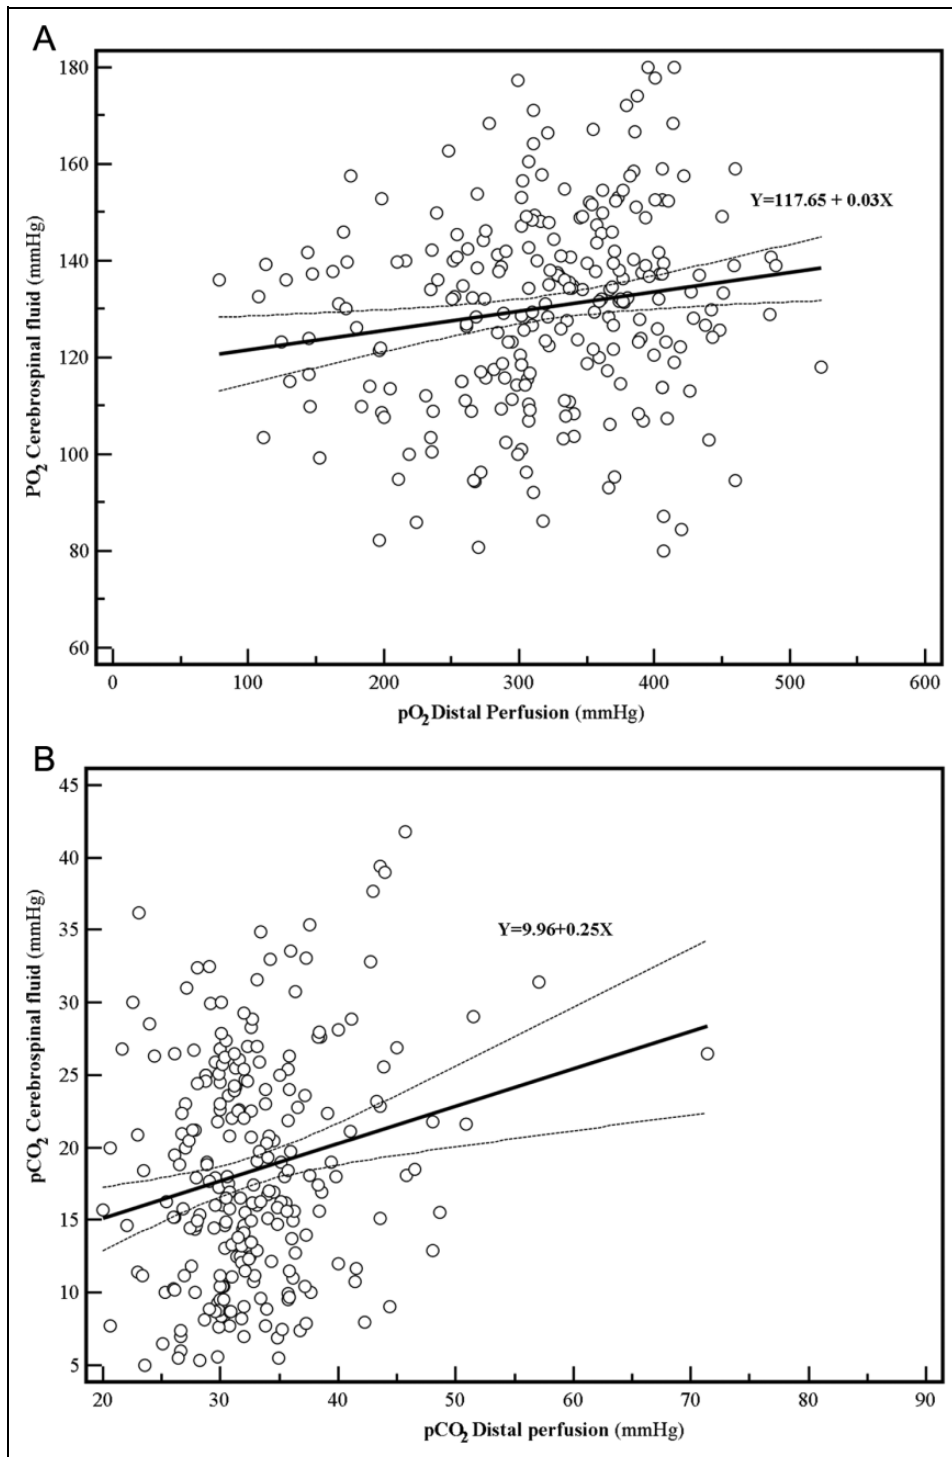 A
180
160
140
120
100
80
60
PO2 Cerebrospinal fluid (mmHg)
Y=117.65 + 0.03X
0 100 200 300 400 500 600
pO2 Distal Perfusion (mmHg)
B
45
40
35
30
25
20
15
10
5
pCO2 Cerebrospinal fluid (mmHg)
Y=9.96+0.25X
20 30 40 50 60 70 80 90
pCO2 Distal perfusion (mmHg)